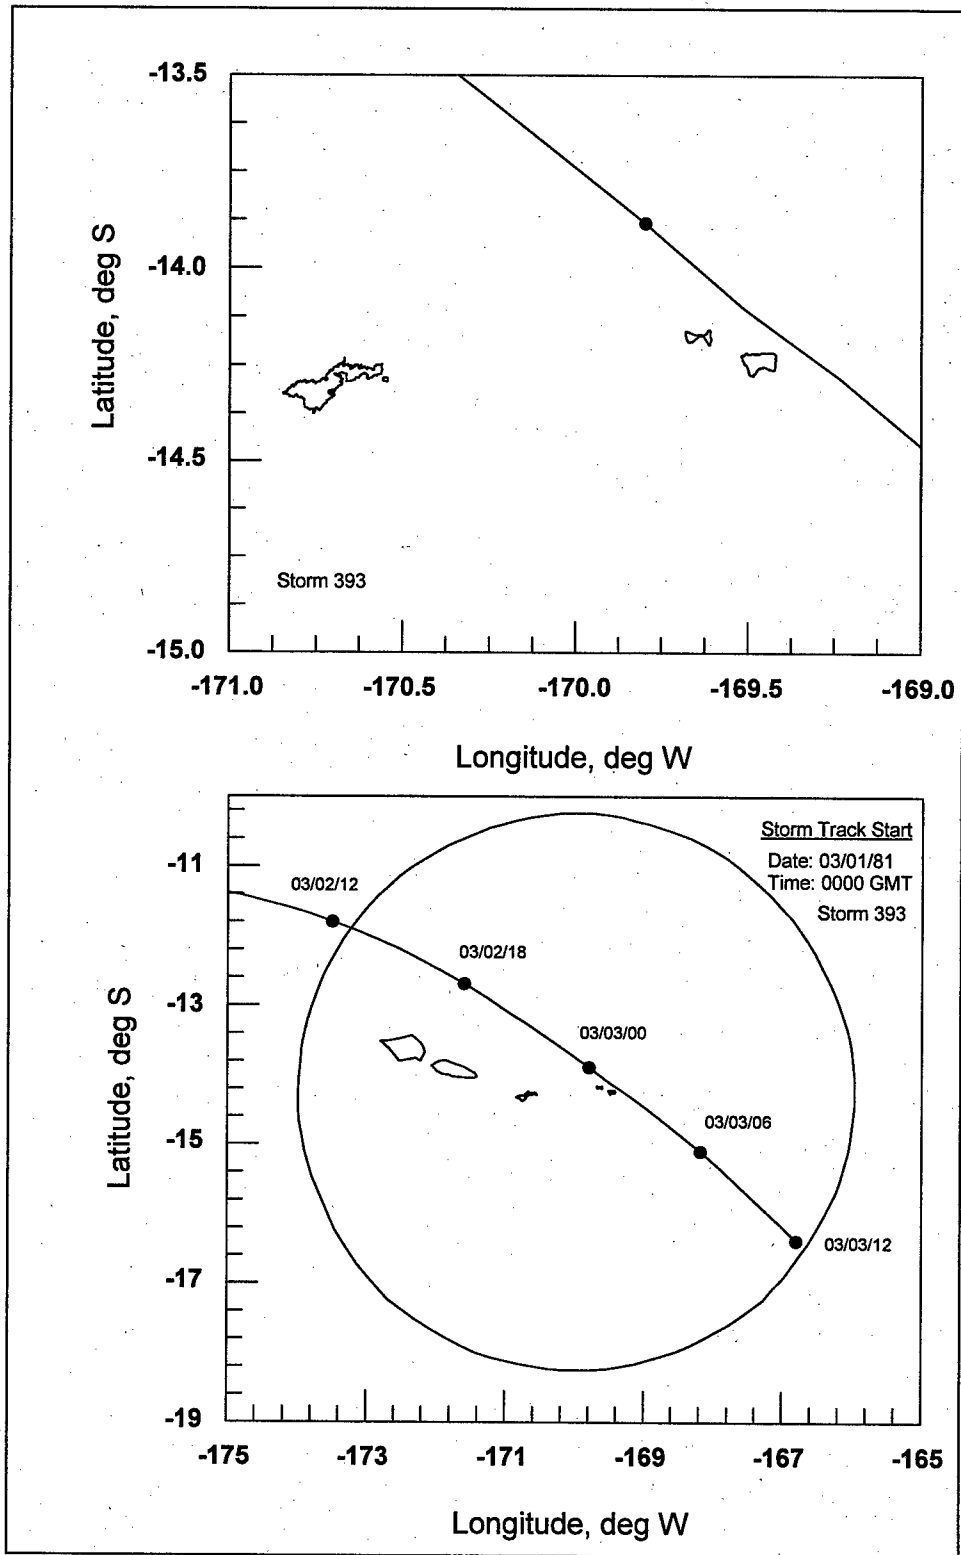 -13.5
-14.0
-14.5
-15.0
Latitude, deg S
Storm 393
-171.0 -170.5 -170.0 -169.5 -169.0
Longitude, deg W
Storm Track Start
Date: 03/01/81
Time: 0000 GMT
Storm 393
03/02/12
03/02/18
03/03/00
03/03/06
03/03/12
-11
-13
-15
-17
-19
Latitude, deg S
-175 -173 -171 -169 -167 -165
Longitude, deg W